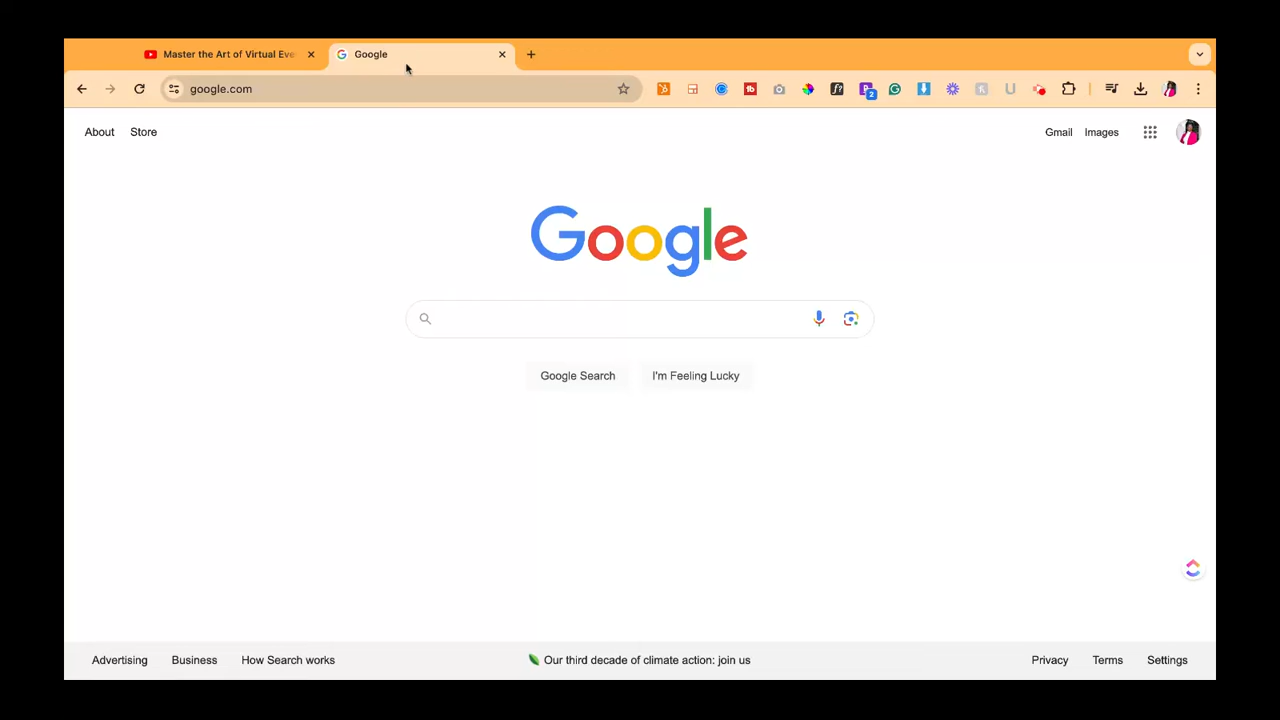 Master the Art of Virtual Eve
Google
google.com
About Store
Gmail Images
Google
Google Search I'm Feeling Lucky
Advertising Business How Search works
Our third decade of climate action: join us
Privacy Terms Settings